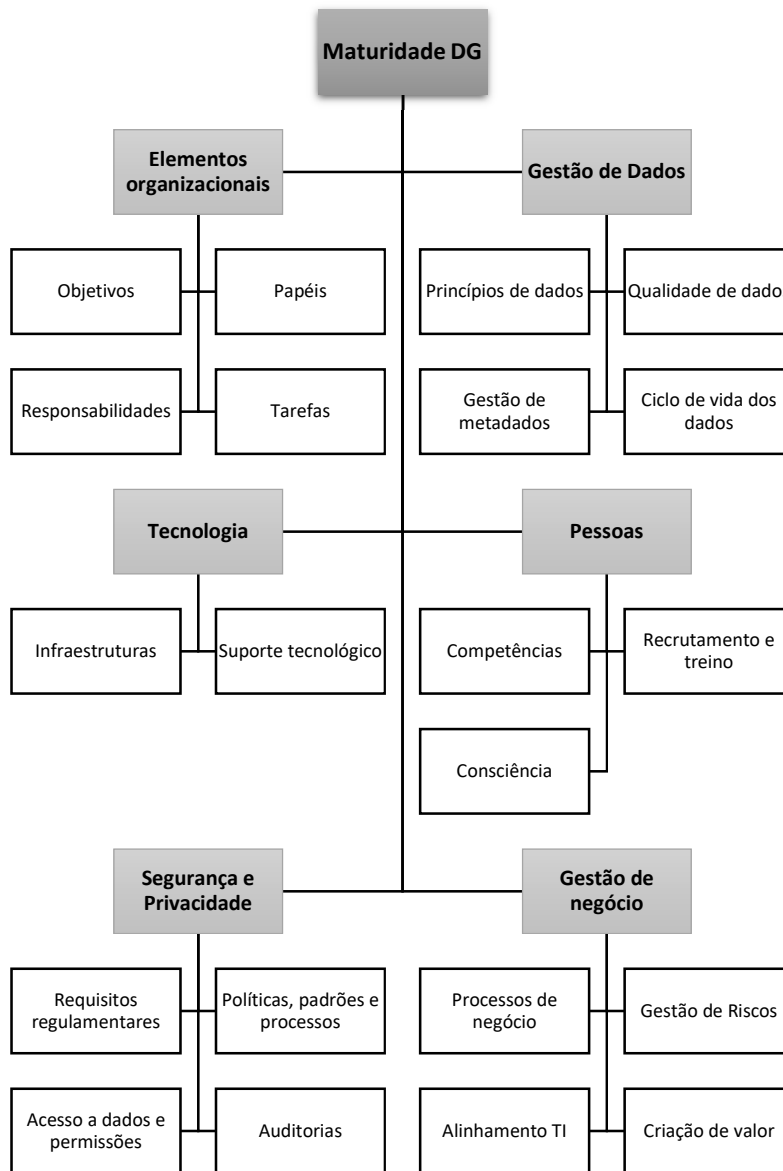 Maturidade DG
Elementos
organizacionais
Gestão de Dados
Objetivos
Papéis
Princípios de dados
Qualidade de dado
Responsabilidades
Tarefas
Gestão de
metadados
Ciclo de vida dos
dados
Tecnologia
Pessoas
Infraestruturas
Suporte tecnológico
Competências
Recrutamento e
treino
Consciência
Segurança e
Privacidade
Gestão de
negócio
Requisitos
regulamentares
Políticas, padrões e
processos
Processos de
negócio
Gestão de Riscos
Acesso a dados e
permissões
Auditorias
Alinhamento TI
Criação de valor